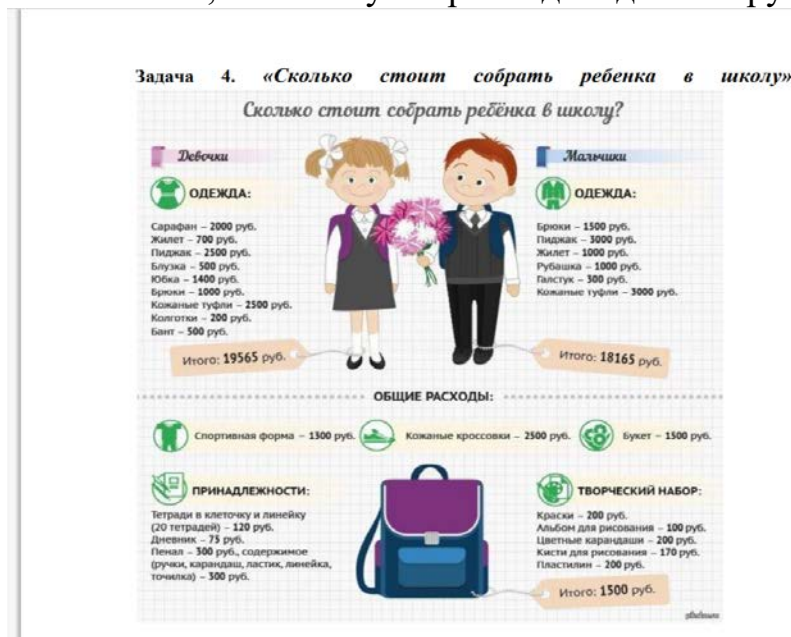 Задача 4. «Сколько стоит собрать ребенка в школу»
Сколько стоит собрать ребёнка в школу?
Девочки
ОДЕЖДА:
Сарафан – 2000 руб.
Жилет – 700 руб.
Пиджак – 2500 руб.
Блузка – 500 руб.
Юбка – 1400 руб.
Брюки – 1000 руб.
Кожаные туфли – 2500 руб.
Колготки – 200 руб.
Бант – 500 руб.
Итого: 19565 руб.
Мальчики
ОДЕЖДА:
Брюки – 1500 руб.
Пиджак – 3000 руб.
Жилет – 1000 руб.
Рубашка – 1000 руб.
Галстук – 300 руб.
Кожаные туфли – 3000 руб.
Итого: 18165 руб.
ОБЩИЕ РАСХОДЫ:
Спортивная форма – 1300 руб.
Кожаные кроссовки – 2500 руб.
Букет – 1500 руб.
ПРИНАДЛЕЖНОСТИ:
Тетради в клеточку и линейку
(20 тетрадей) – 120 руб.
Дневник – 75 руб.
Пенал – 300 руб., содержимое
(ручки, карандаш, ластик, линейка,
точилка) – 300 руб.
ТВОРЧЕСКИЙ НАБОР:
Краски – 200 руб.
Альбом для рисования – 100 руб.
Цветные карандаши – 200 руб.
Кисти для рисования – 170 руб.
Пластилин – 200 руб.
Итого: 1500 руб.